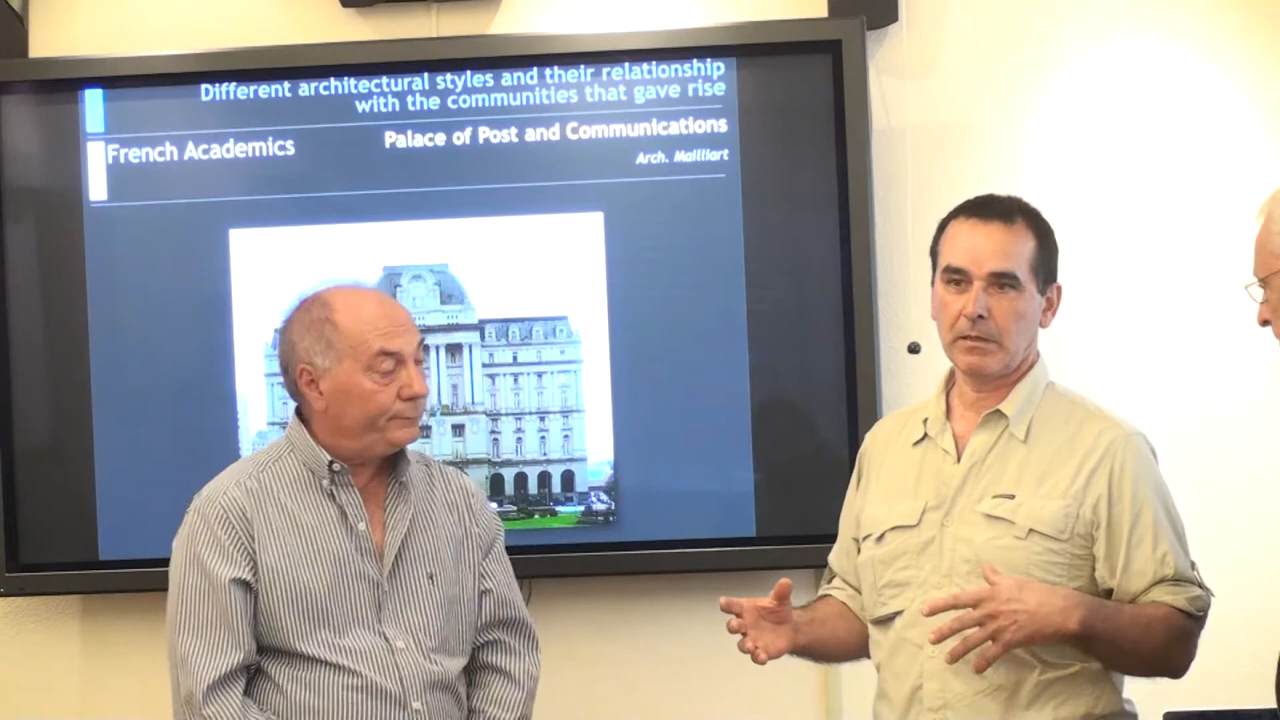 Different architectural styles and their relationship
with the communities that gave rise
French Academics
Palace of Post and Communications
Arch. Mailliart